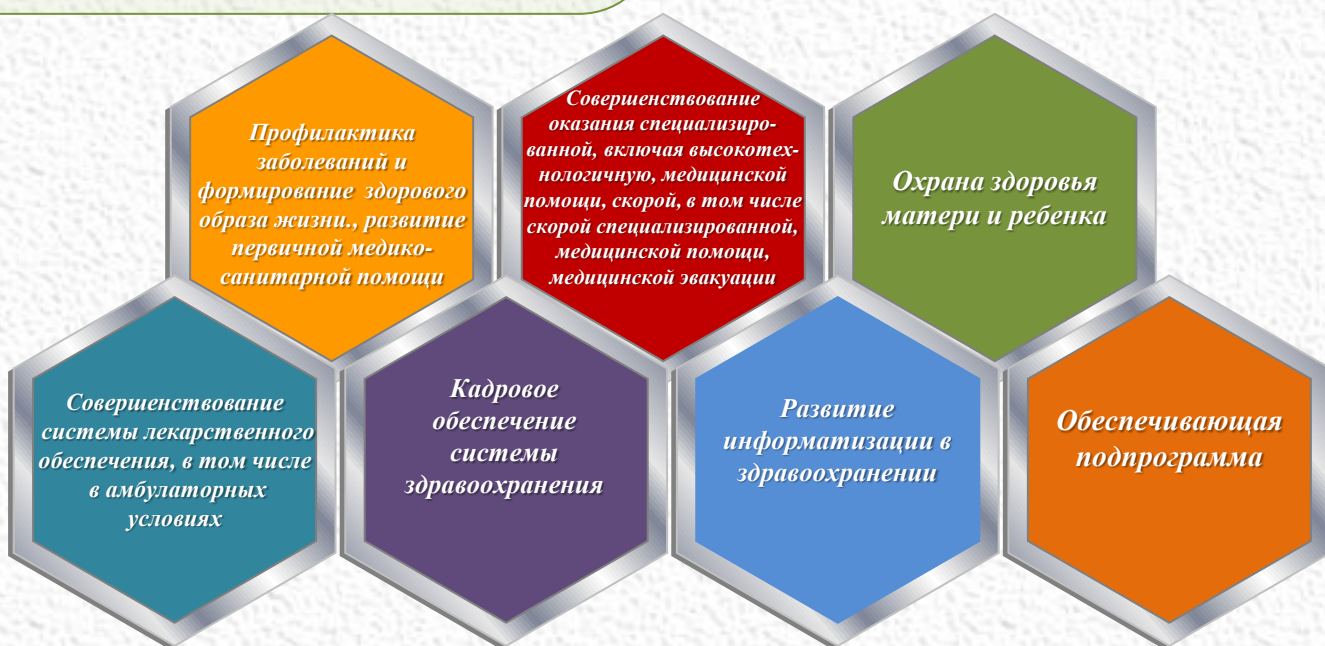 Профилактика
заболеваний и
формирование здорового
образа жизни., развитие
первичной медико-
санитарной помощи
Совершенствование
оказания специализиро-
ванной, включая высокотех-
нологичную, медицинской
помощи, скорой, в том числе
скорой специализированной,
медицинской помощи,
медицинской эвакуации
Охрана здоровья
матери и ребенка
Совершенствование
системы лекарственного
обеспечения, в том числе
в амбулаторных
условиях
Кадровое
обеспечение
системы
здравоохранения
Развитие
информатизации в
здравоохранении
Обеспечивающая
подпрограмма